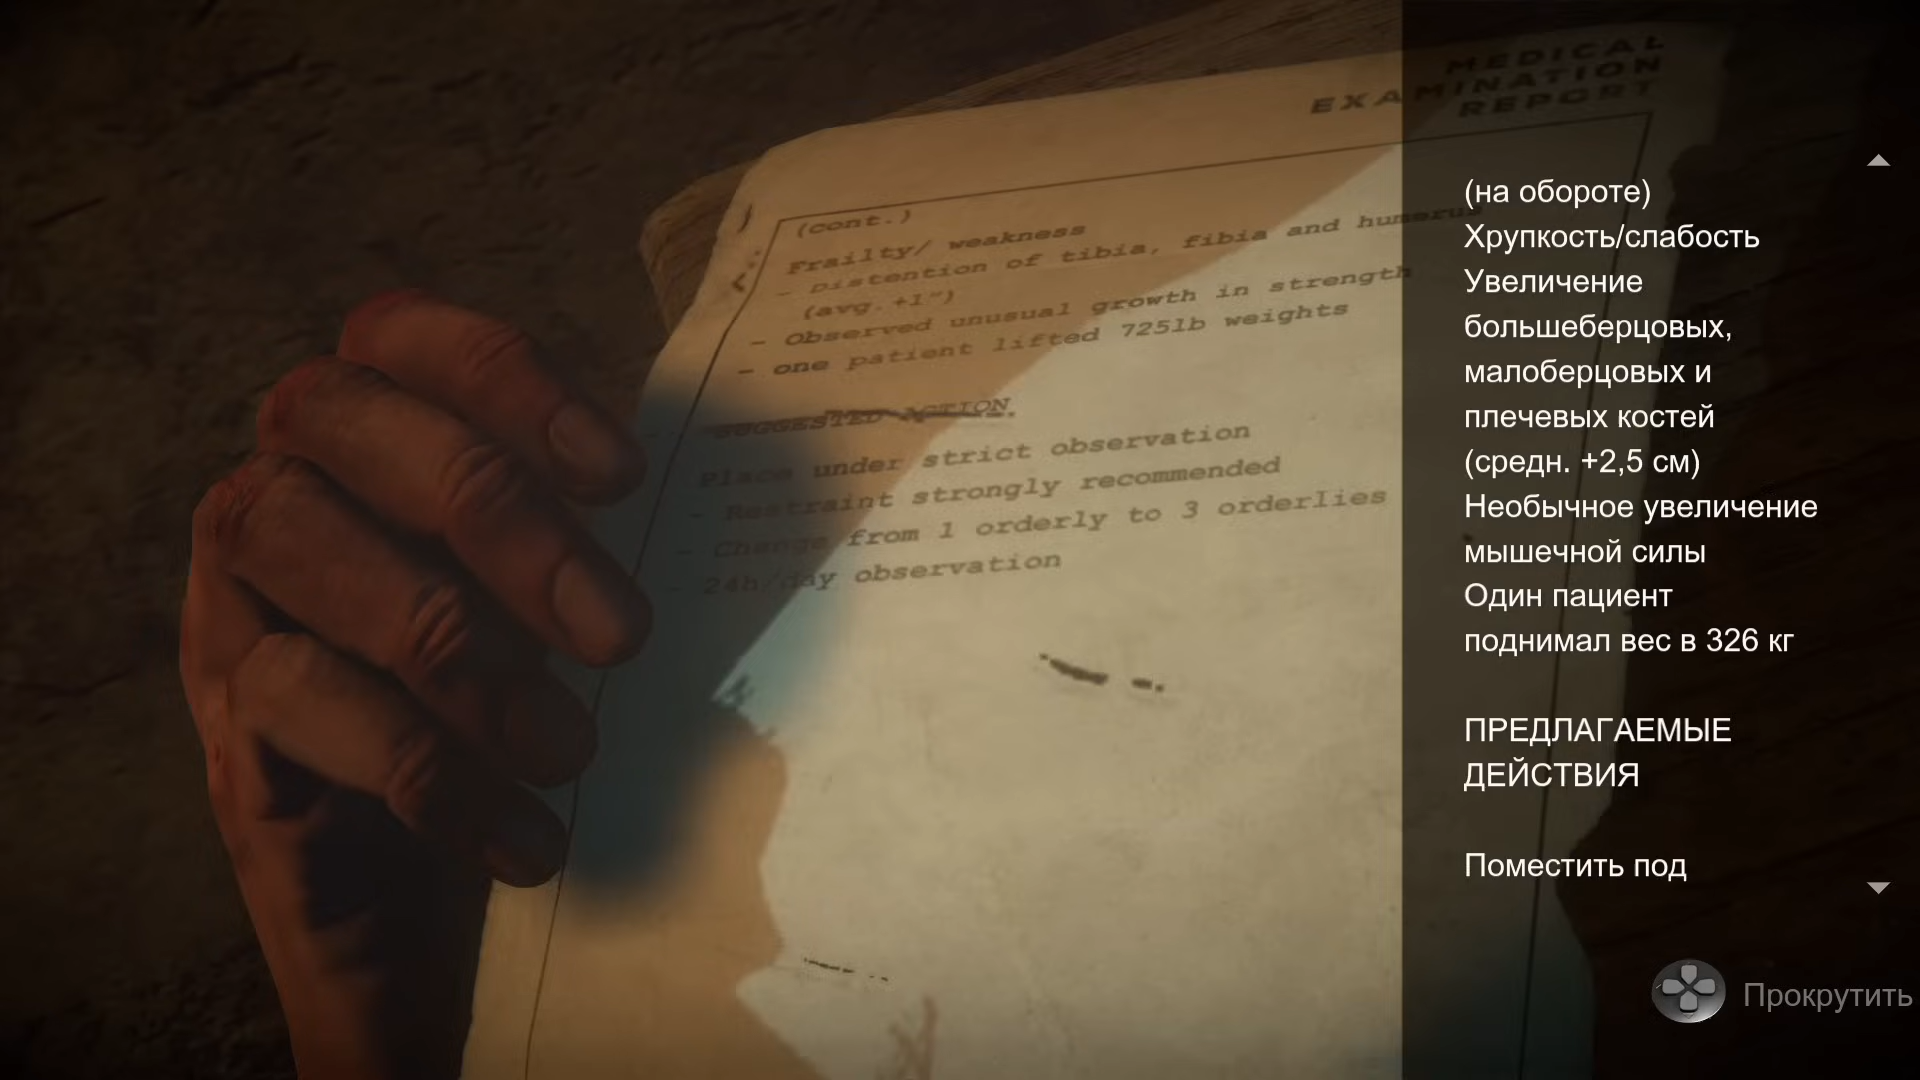 MEDICAL
EXAMINATION
REPORT
(cont.)
Frailty/ weakness
- Distention of tibia, fibia and humerus
(avg. +1")
- Observed unusual growth in strength
- one patient lifted 725lb weights
SUGGESTED ACTION
Place under strict observation
- Restraint strongly recommended
- Change from 1 orderly to 3 orderlies
- 24h/day observation
(на обороте)
Хрупкость/слабость
Увеличение
большеберцовых,
малоберцовых и
плечевых костей
(средн. +2,5 см)
Необычное увеличение
мышечной силы
Один пациент
поднимал вес в 326 кг
ПРЕДЛАГАЕМЫЕ
ДЕЙСТВИЯ
Поместить под
Прокрутить